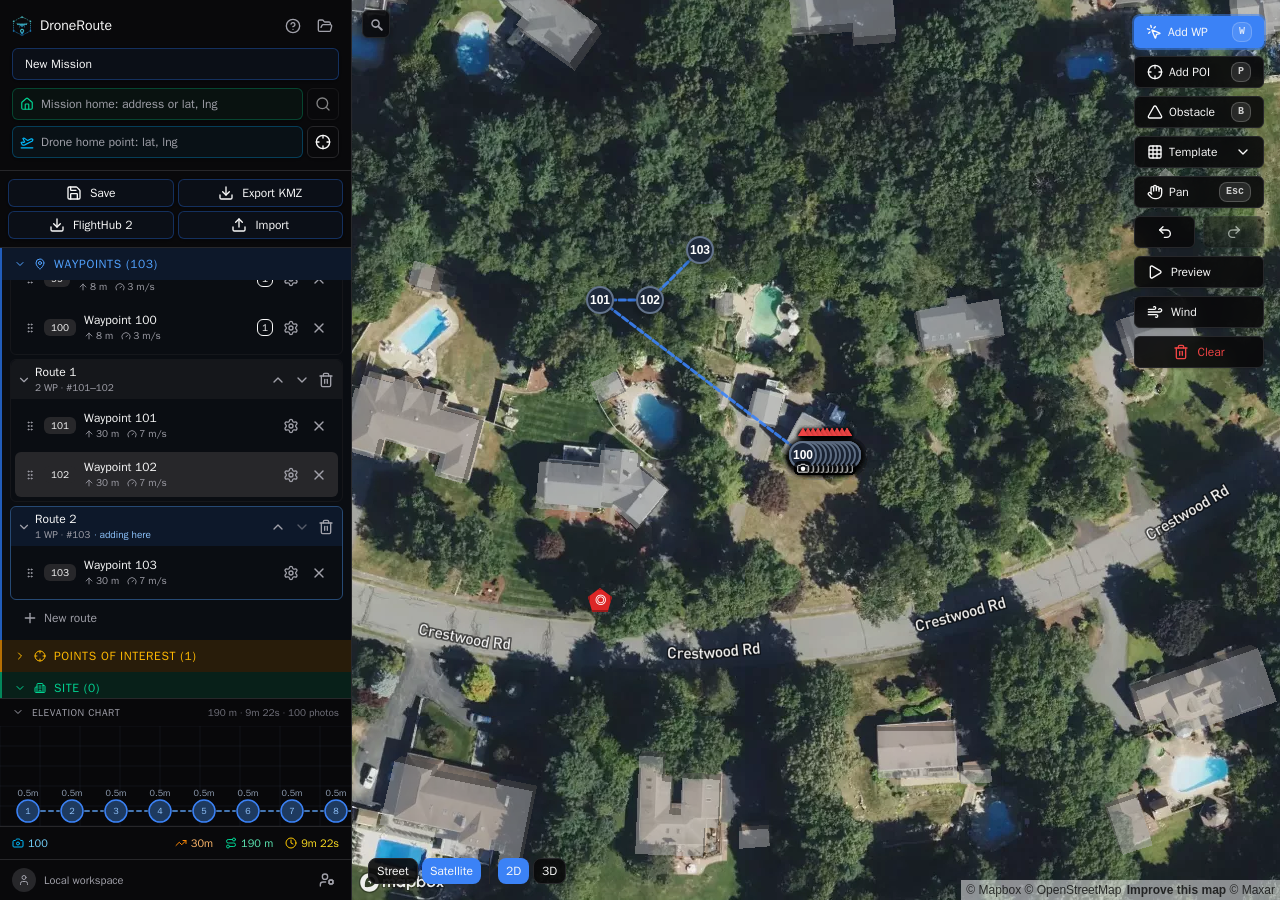 DroneRoute
New Mission
Mission home: address or lat, lng
Drone home point: lat, lng
Save
Export KMZ
FlightHub 2
Import
WAYPOINTS (103)
8 m 3 m/s
100 Waypoint 100 1
8 m 3 m/s
Route 1
2 WP · #101–102
101 Waypoint 101
30 m 7 m/s
102 Waypoint 102
30 m 7 m/s
Route 2
1 WP · #103 · adding here
103 Waypoint 103
30 m 7 m/s
New route
POINTS OF INTEREST (1)
SITE (0)
ELEVATION CHART 190 m · 9m 22s · 100 photos
0.5m 0.5m 0.5m 0.5m 0.5m 0.5m 0.5m 0.5m
1 2 3 4 5 6 7 8
100 30m 190 m 9m 22s
Local workspace
Add WP W
Add POI P
Obstacle B
Template
Pan Esc
Preview
Wind
Clear
103
101 102
100
Crestwood Rd
Crestwood Rd
Crestwood Rd
Crestwood Rd
Street Satellite 2D 3D
mapbox
© Mapbox © OpenStreetMap Improve this map © Maxar